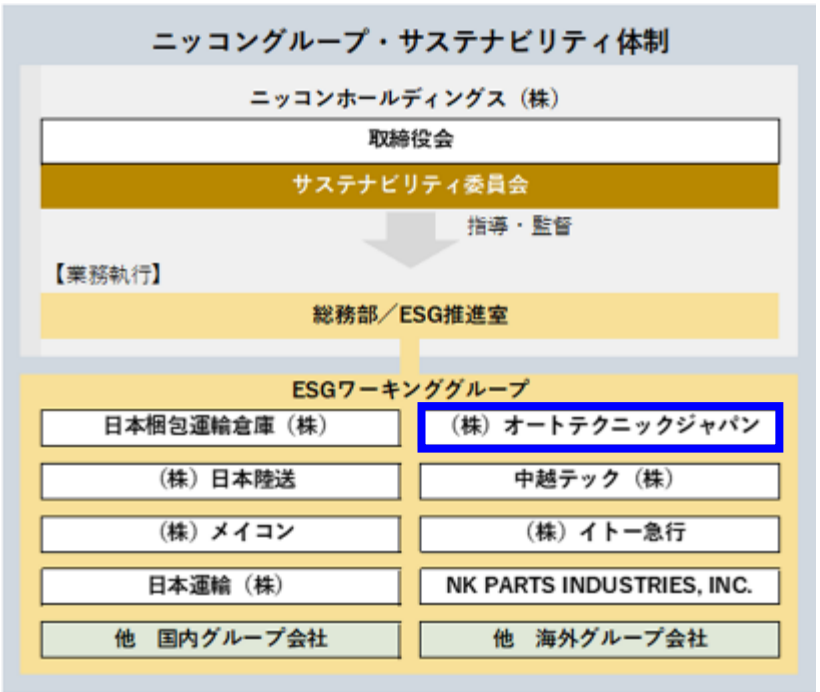 ニッコングループ・サステナビリティ体制
ニッコンホールディングス（株）
取締役会
サステナビリティ委員会
指導・監督
【業務執行】
総務部／ESG推進室
ESGワーキンググループ
日本梱包運輸倉庫（株）
（株）オートテクニックジャパン
（株）日本陸送
中越テック（株）
（株）メイコン
（株）イトー急行
日本運輸（株）
NK PARTS INDUSTRIES, INC.
他　国内グループ会社
他　海外グループ会社